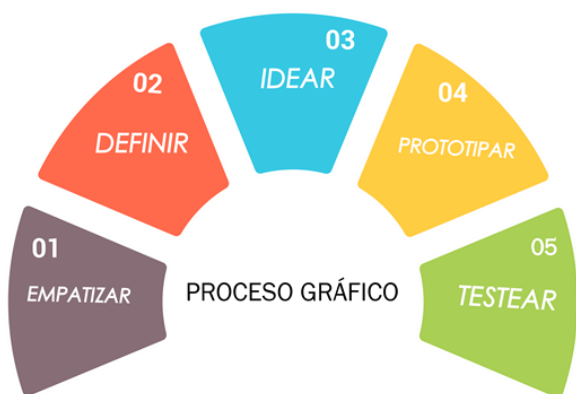 01
EMPATIZAR
02
DEFINIR
03
IDEAR
04
PROTOTIPAR
05
TESTEAR
PROCESO GRÁFICO